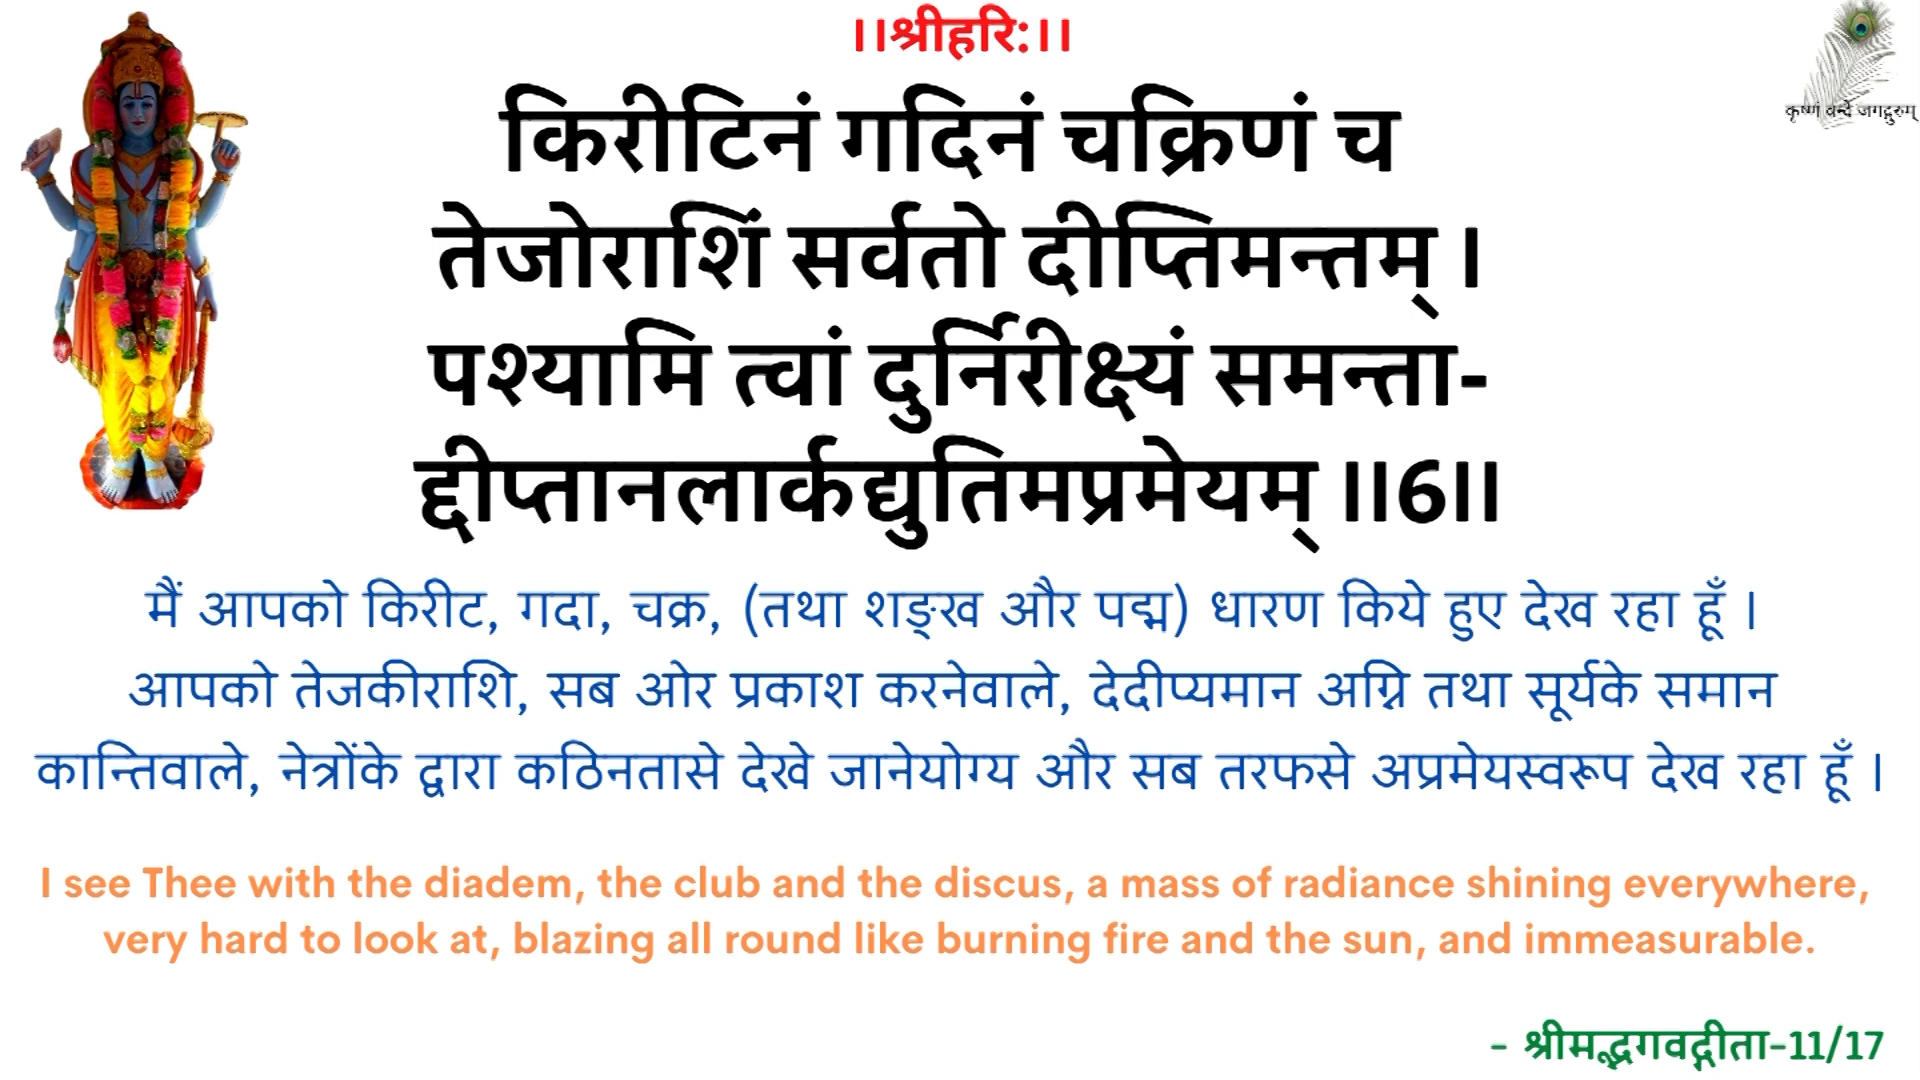 ।।श्रीहरि:।।
कृष्णं वन्दे जगद्गुरुम्
किरीटिनं गदिनं चक्रिणं च
तेजोराशिं सर्वतो दीप्तिमन्तम् ।
पश्यामि त्वां दुर्निरीक्ष्यं समन्ता-
द्दीप्तानलार्कद्युतिमप्रमेयम् ।।6।।
मैं आपको किरीट, गदा, चक्र, (तथा शङ्ख और पद्म) धारण किये हुए देख रहा हूँ ।
आपको तेजकीराशि, सब ओर प्रकाश करनेवाले, देदीप्यमान अग्नि तथा सूर्यके समान
कान्तिवाले, नेत्रोंके द्वारा कठिनतासे देखे जानेयोग्य और सब तरफसे अप्रमेयस्वरूप देख रहा हूँ ।
I see Thee with the diadem, the club and the discus, a mass of radiance shining everywhere,
very hard to look at, blazing all round like burning fire and the sun, and immeasurable.
- श्रीमद्भगवद्गीता-11/17